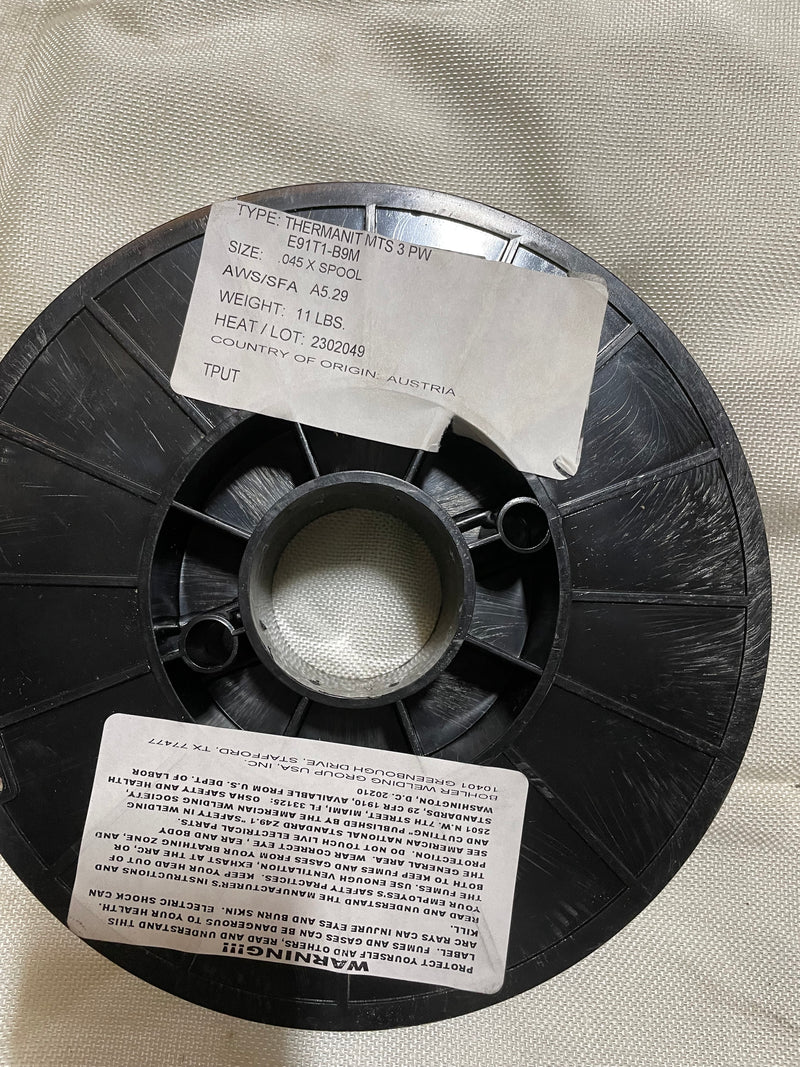 TYPE: THERMANIT MTS 3 PW
E91T1-B9M
SIZE: .045 X SPOOL
AWS/SFA A5.29
WEIGHT: 11 LBS.
HEAT / LOT: 2302049
COUNTRY OF ORIGIN: AUSTRIA
TPUT
WARNING!!!
PROTECT YOURSELF AND OTHERS, READ AND UNDERSTAND THIS
LABEL. FUMES AND GASES CAN BE DANGEROUS TO YOUR HEALTH.
ARC RAYS CAN INJURE EYES AND BURN SKIN. ELECTRIC SHOCK CAN
KILL.
READ AND UNDERSTAND THE MANUFACTURER'S INSTRUCTIONS AND
YOUR EMPLOYES'S SAFETY PRACTICES. KEEP YOUR HEAD OUT OF
THE FUMES. USE ENOUGH VENTILATION, EXHAST AT THE ARC, OR
BOTH TO KEEP FUMES AND GASES FROM YOUR BRATHING ZONE, AND
THE GENERAL AREA. WEAR CORRECT EYE, EAR AND BODY
PROTECTION. DO NOT TOUCH LIVE ELECTRICAL PARTS.
SEE AMERICAN NATIONAL STANDARD Z49.1 "SAFETY IN WELDING
AND CUTTING" PUBLISHED BY THE AMERICAN WELDING SOCIETY,
2501 N.W. 7TH, STREET, MIAMI, FL 33125: OSHA SAFETY AND HEALTH
STANDARDS, 29 CFR 1910, AVAILABLE FROM U.S. DEPT. OF LABOR
WASHINGTON, D.C. 20210
BOHLER WELDING GROUP USA, INC.
10401 GREENBOUGH DRIVE, STAFFORD, TX 77477